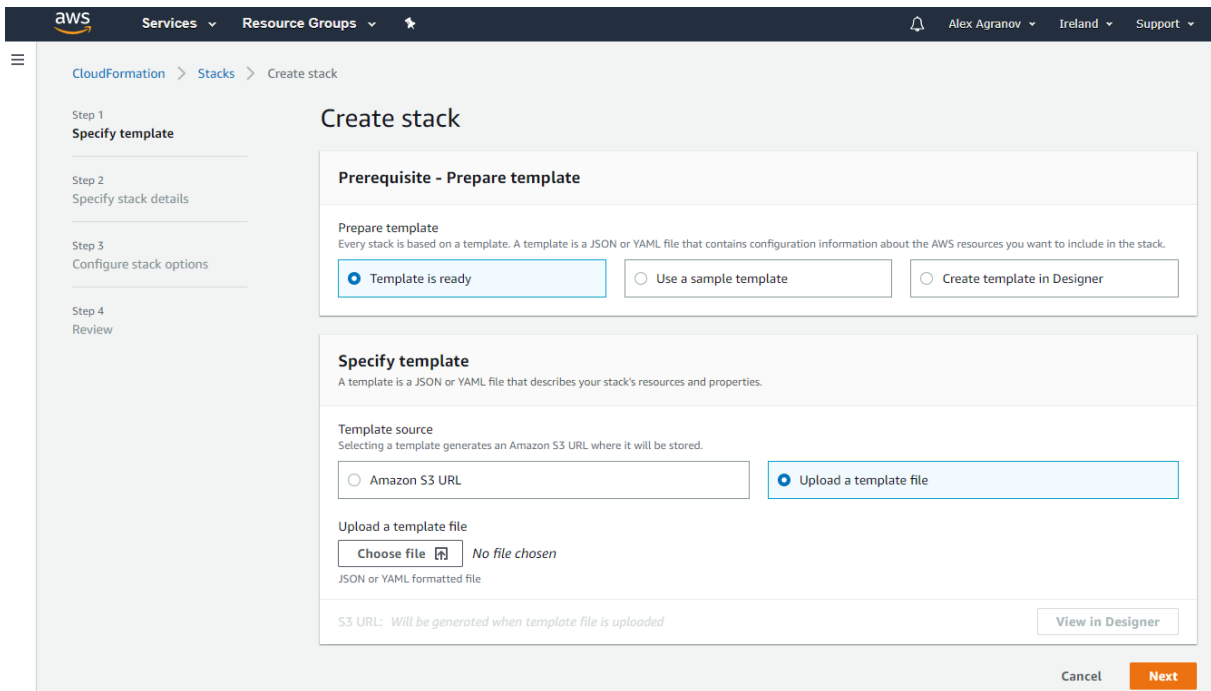 aws Services Resource Groups Alex Agranov Ireland Support
CloudFormation Stacks Create stack
Step 1
Specify template
Step 2
Specify stack details
Step 3
Configure stack options
Step 4
Review
Create stack
Prerequisite - Prepare template
Prepare template
Every stack is based on a template. A template is a JSON or YAML file that contains configuration information about the AWS resources you want to include in the stack.
Template is ready Use a sample template Create template in Designer
Specify template
A template is a JSON or YAML file that describes your stack's resources and properties.
Template source
Selecting a template generates an Amazon S3 URL where it will be stored.
Amazon S3 URL Upload a template file
Upload a template file
Choose file No file chosen
JSON or YAML formatted file
S3 URL: Will be generated when template file is uploaded View in Designer
Cancel Next